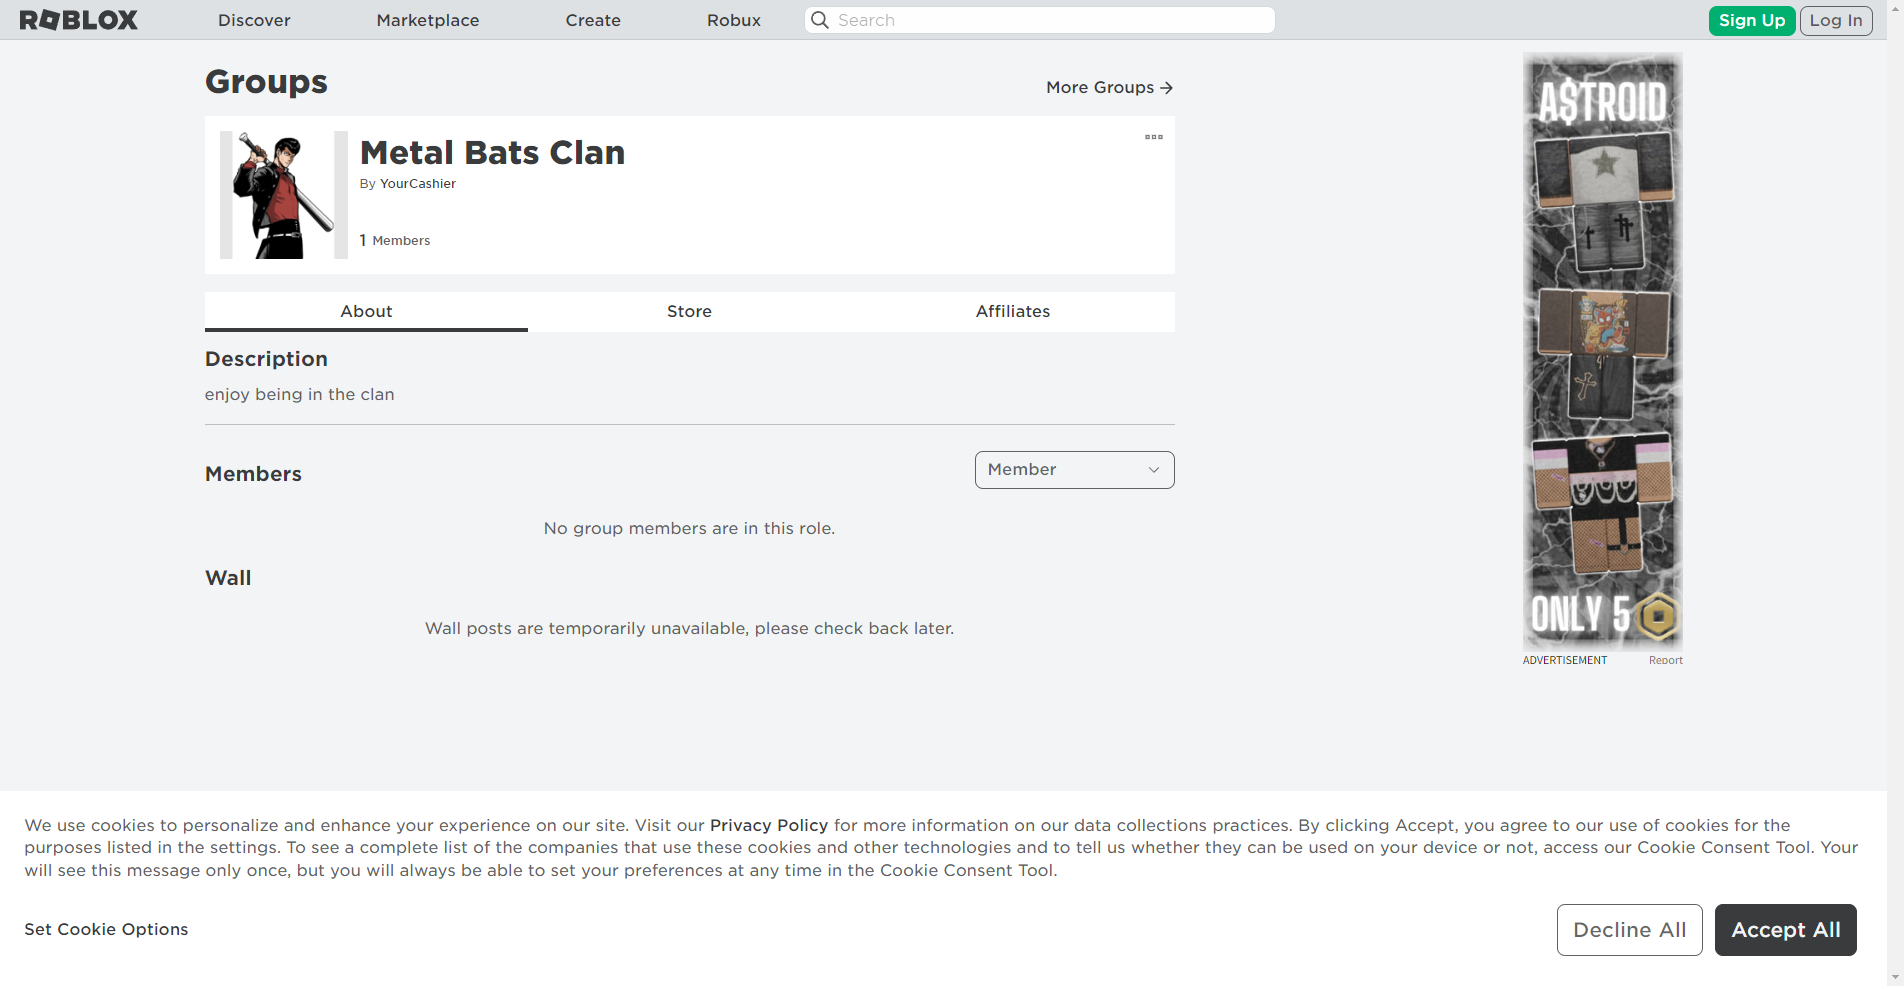 ROBLOX
Discover
Marketplace
Create
Robux
Search
Sign Up
Log In
Groups
More Groups
Metal Bats Clan
By YourCashier
1 Members
About
Store
Affiliates
Description
enjoy being in the clan
Members
Member
No group members are in this role.
Wall
Wall posts are temporarily unavailable, please check back later.
A$TROID
ONLY 5
ADVERTISEMENT
Report
We use cookies to personalize and enhance your experience on our site. Visit our Privacy Policy for more information on our data collections practices. By clicking Accept, you agree to our use of cookies for the
purposes listed in the settings. To see a complete list of the companies that use these cookies and other technologies and to tell us whether they can be used on your device or not, access our Cookie Consent Tool. Your
will see this message only once, but you will always be able to set your preferences at any time in the Cookie Consent Tool.
Set Cookie Options
Decline All
Accept All